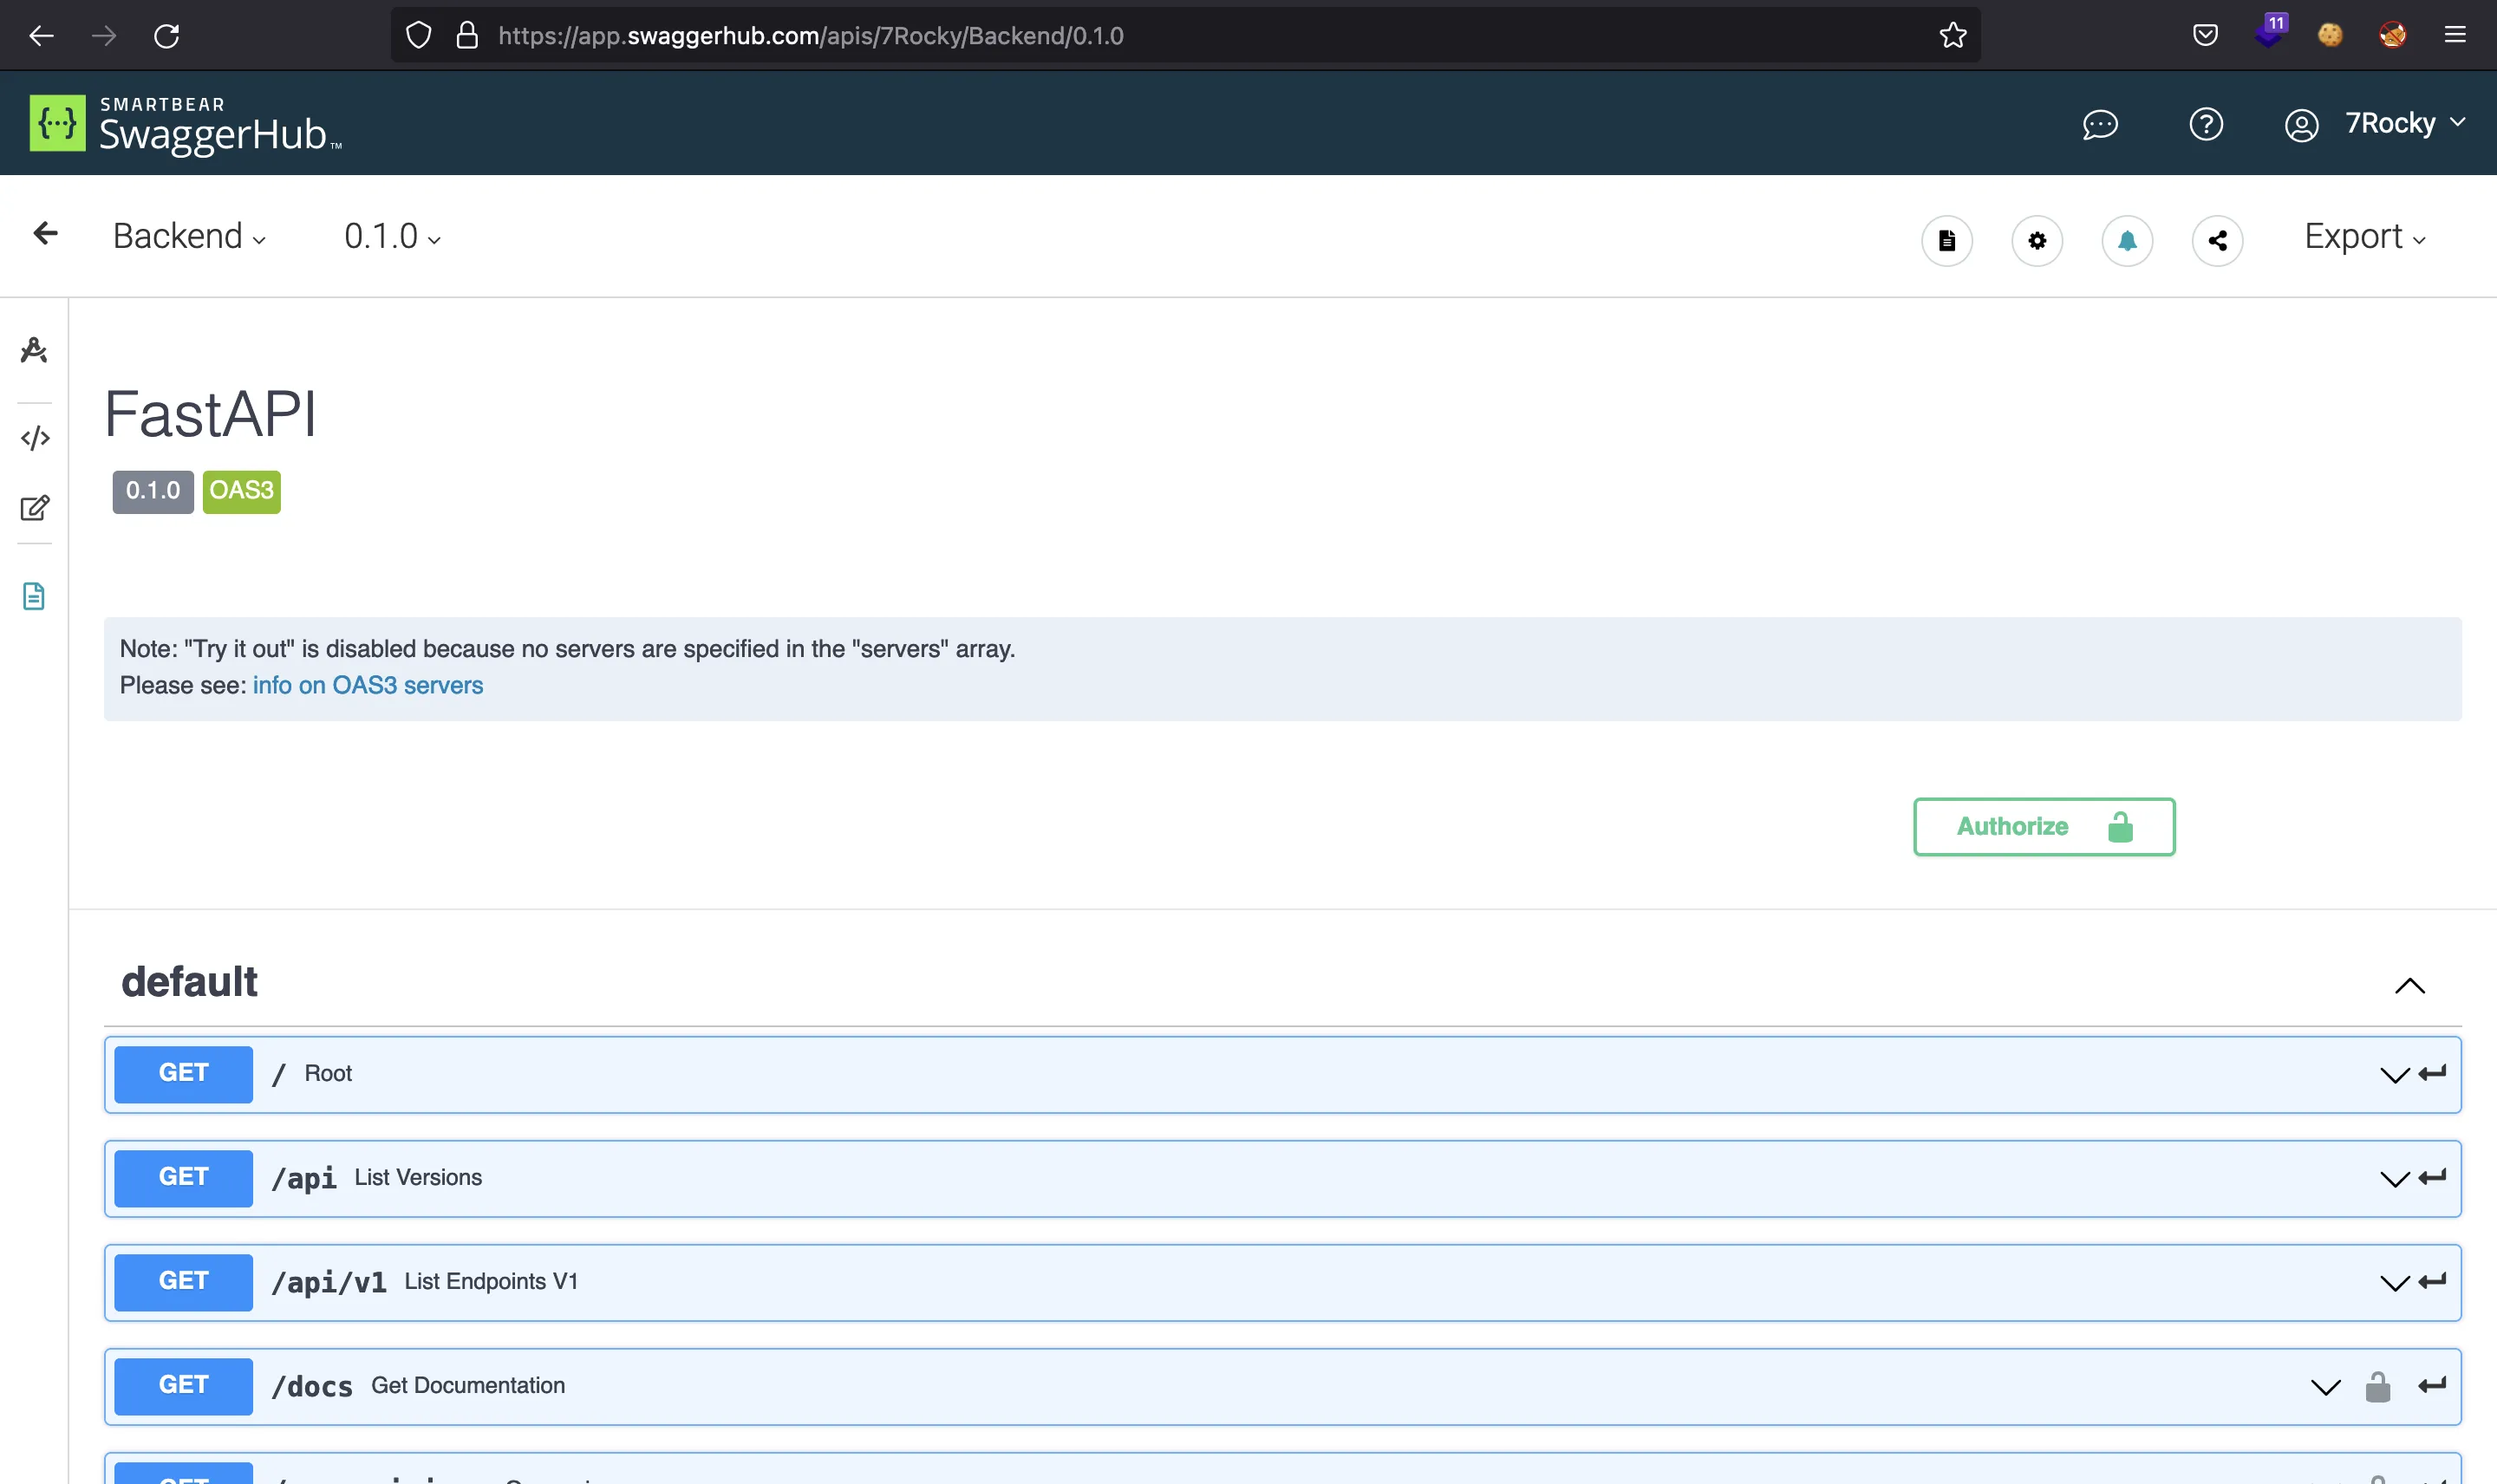 https://app.swaggerhub.com/apis/7Rocky/Backend/0.1.0
11
SMARTBEAR
SwaggerHub™
7Rocky
Backend
0.1.0
Export
FastAPI
0.1.0 OAS3
Note: "Try it out" is disabled because no servers are specified in the "servers" array.
Please see: info on OAS3 servers
Authorize
default
GET / Root
GET /api List Versions
GET /api/v1 List Endpoints V1
GET /docs Get Documentation
GET